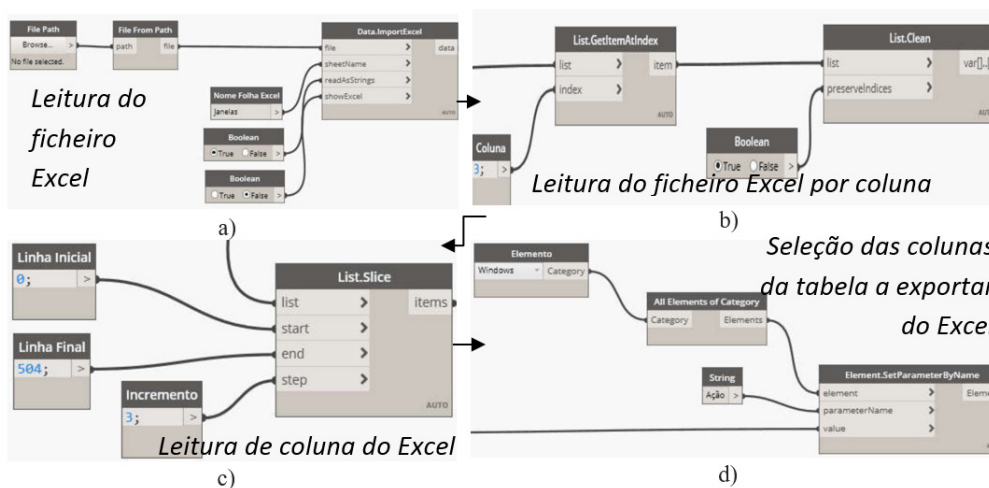 File Path
Browse... >
No file selected.
File From Path
path file
Data.ImportExcel
file > data
sheetName >
readAsStrings >
showExcel >
AUTO
Nome Folha Excel
Janelas >
Boolean
True False >
Boolean
True False >
Leitura do
ficheiro
Excel
a)
List.GetItemAtIndex
list > item
index >
AUTO
Coluna
3; >
List.Clean
list > var[]..[
preserveIndices >
AUT
Boolean
True False >
Leitura do ficheiro Excel por coluna
b)
Linha Inicial
0; >
Linha Final
504; >
Incremento
3; >
List.Slice
list > items
start >
end >
step >
AUTO
Leitura de coluna do Excel
c)
Elemento
Windows Category
All Elements of Category
Category Elements
String
Ação >
Element.SetParameterByName
element > Eleme
parameterName >
value >
Seleção das colunas
da tabela a exportar
do Excel
d)